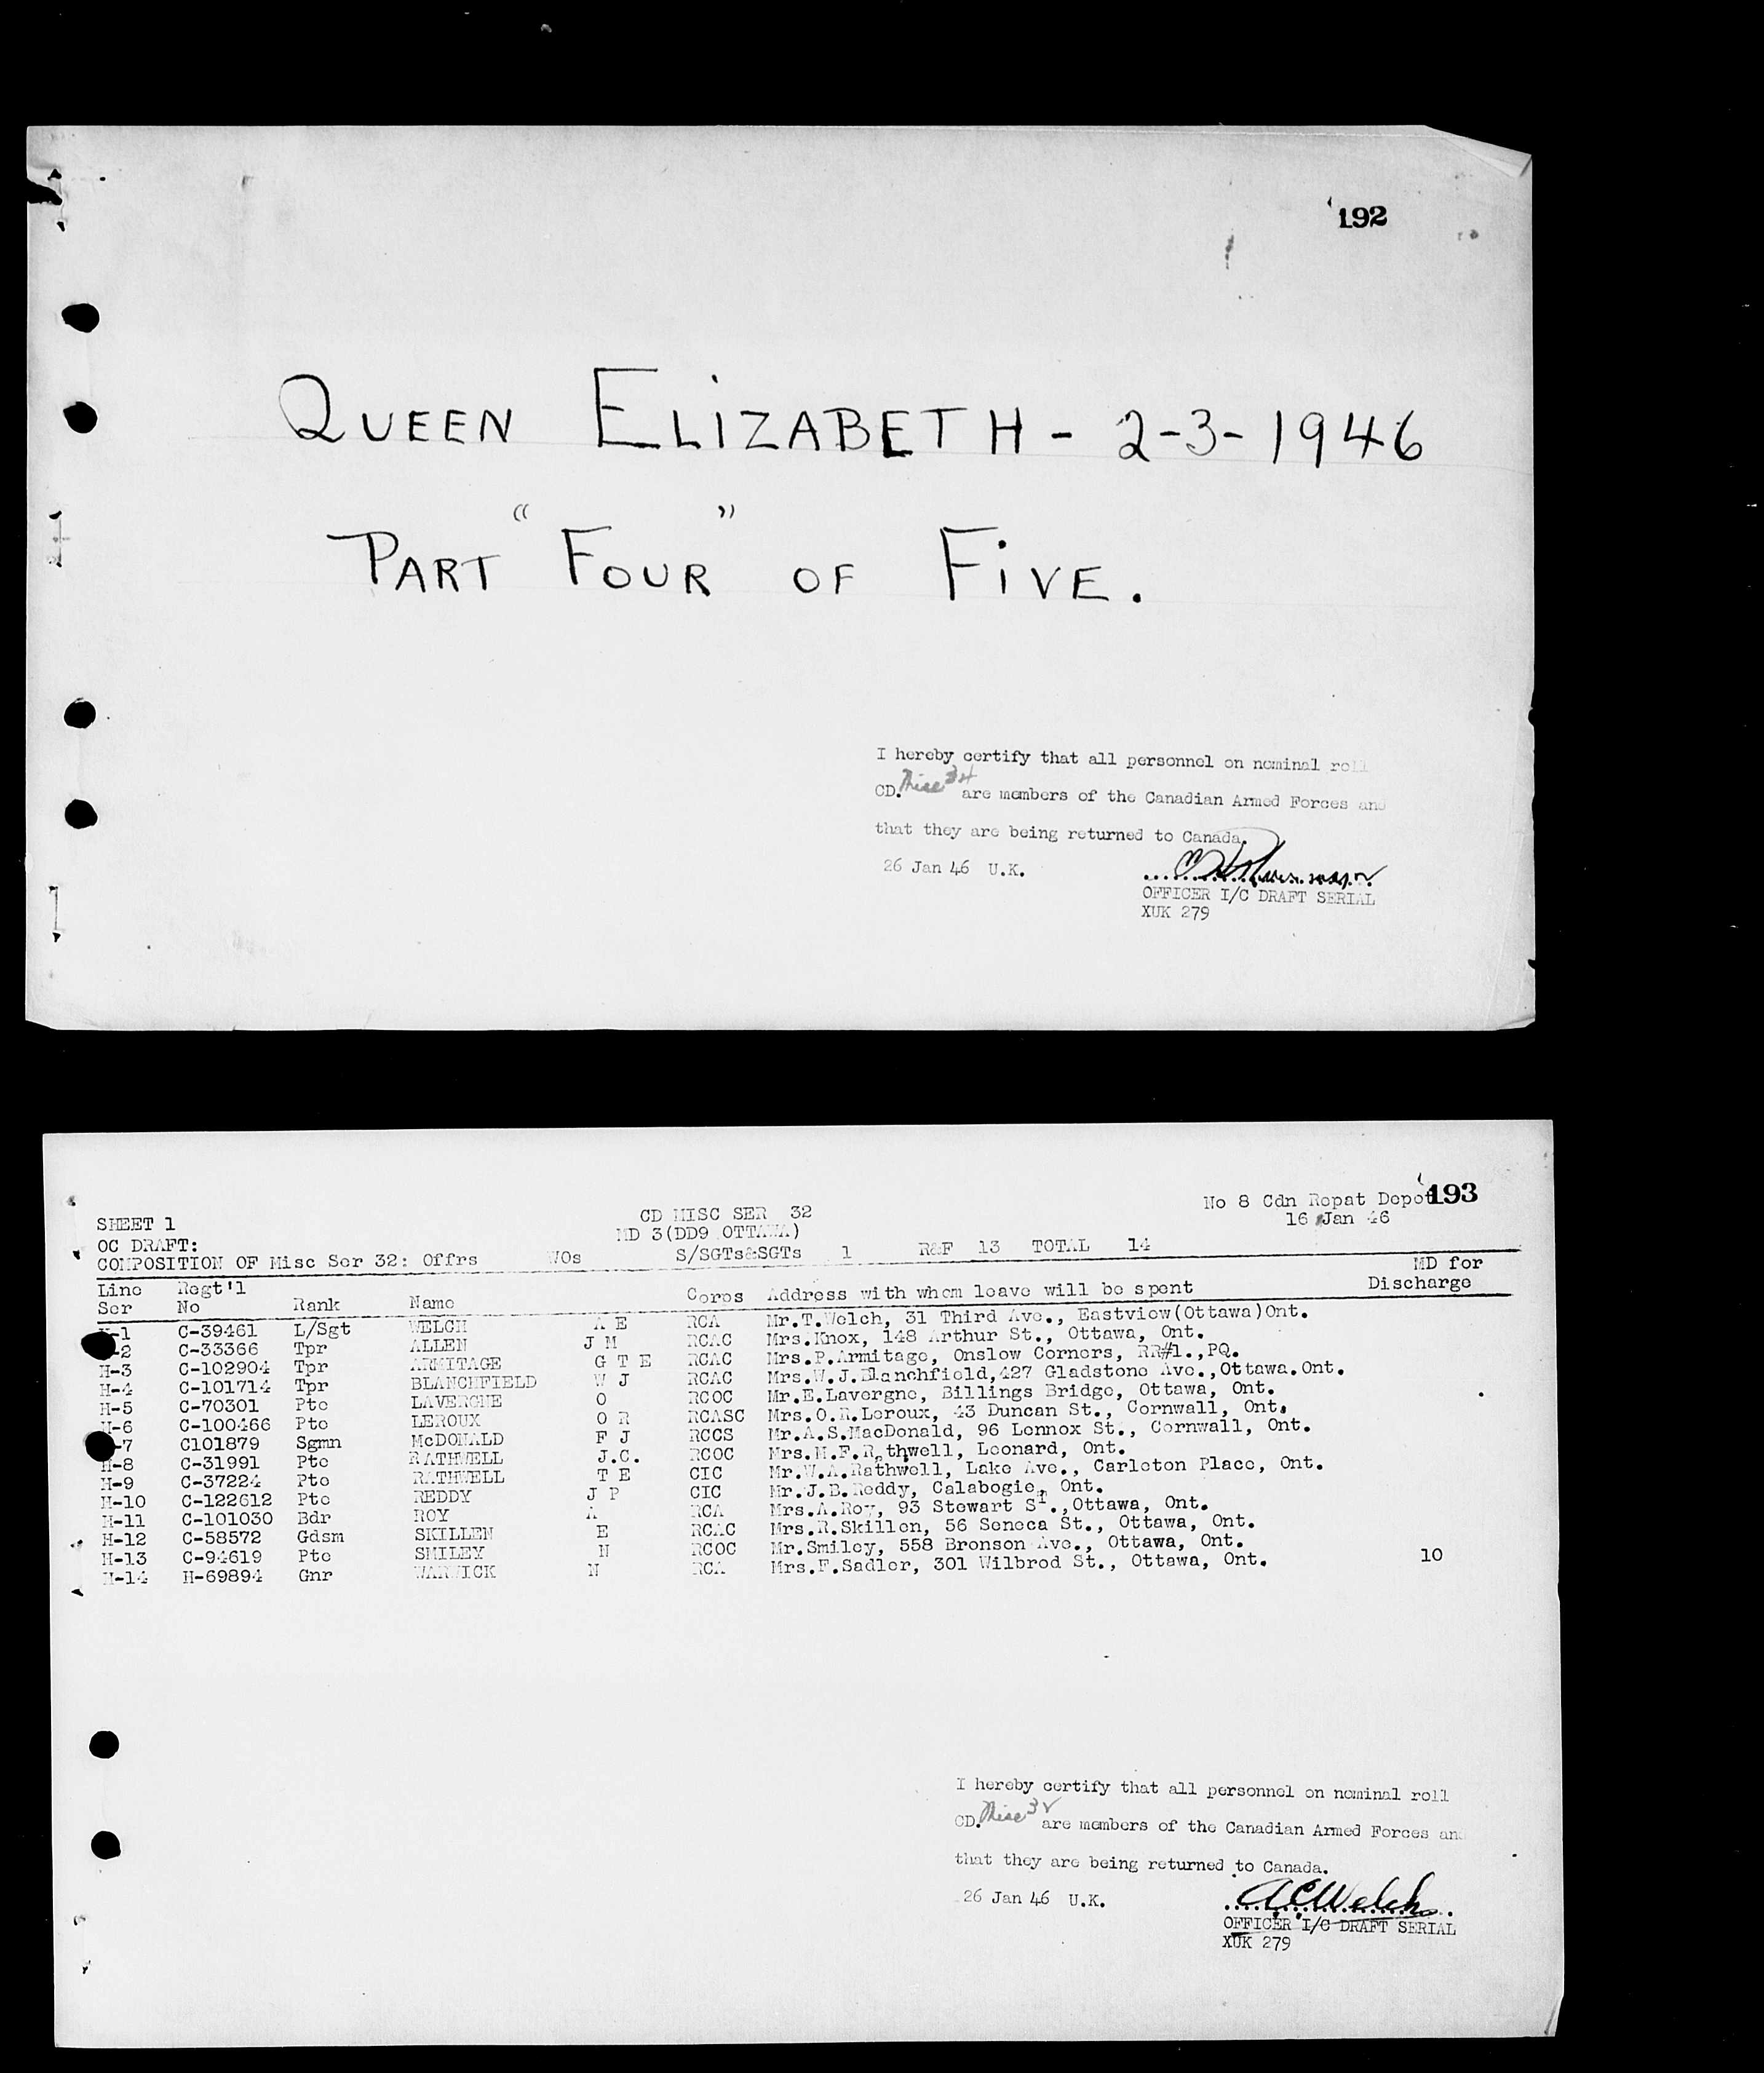 192
QUEEN ELIZABETH - 2-3-1946
PART "FOUR" OF FIVE.
I hereby certify that all personnel on nominal roll
CD. Misc 34 are members of the Canadian Armed Forces and
that they are being returned to Canada.
26 Jan 46 U.K.
OFFICER I/C DRAFT SERIAL
XUK 279
No 8 Cdn Repat Depot 193
16 Jan 46
SHEET 1 CD MISC SER 32
OC DRAFT: MD 3(DD9 OTTAWA)
COMPOSITION OF Misc Ser 32: Offrs WOs S/SGTs&SGTs 1 R&F 13 TOTAL 14
Line Regt'l MD for
Ser No Rank Name Corps Address with whom leave will be spent Discharge
-1 C-39461 L/Sgt WELCH A E RCA Mr.T.Welch, 31 Third Ave., Eastview(Ottawa)Ont.
-2 C-33366 Tpr ALLEN J M RCAC Mrs.Knox, 148 Arthur St., Ottawa, Ont.
H-3 C-102904 Tpr ARMITAGE G T E RCAC Mrs.P.Armitage, Onslow Corners, RR#1.,PQ.
H-4 C-101714 Tpr BLANCHFIELD W J RCAC Mrs.W.J.Blanchfield,427 Gladstone Ave.,Ottawa.Ont.
H-5 C-70301 Pte LAVERGNE O RCOC Mr.E.Lavergne, Billings Bridge, Ottawa, Ont.
H-6 C-100466 Pte LEROUX O R RCASC Mrs.O.R.Leroux, 43 Duncan St., Cornwall, Ont.
-7 C101879 Sgmn McDONALD F J RCCS Mr.A.S.MacDonald, 96 Lennox St., Cornwall, Ont.
H-8 C-31991 Pte RATHWELL J.C. RCOC Mrs.M.F.Rathwell, Leonard, Ont.
H-9 C-37224 Pte RATHWELL T E CIC Mr.W.A.Rathwell, Lake Ave., Carleton Place, Ont.
H-10 C-122612 Pte REDDY J P CIC Mr.J.B.Reddy, Calabogie, Ont.
H-11 C-101030 Bdr ROY A RCA Mrs.A.Roy, 93 Stewart St.,Ottawa, Ont.
H-12 C-58572 Gdsm SKILLEN E RCAC Mrs.R.Skillen, 56 Seneca St., Ottawa, Ont.
H-13 C-94619 Pte SMILEY N RCOC Mr.Smiley, 558 Bronson Ave., Ottawa, Ont.
H-14 H-69894 Gnr WARWICK N RCA Mrs.F.Sadler, 301 Wilbrod St., Ottawa, Ont. 10
I hereby certify that all personnel on nominal roll
CD. Misc 32 are members of the Canadian Armed Forces and
that they are being returned to Canada.
26 Jan 46 U.K. A E Welch
OFFICER I/C DRAFT SERIAL
XUK 279